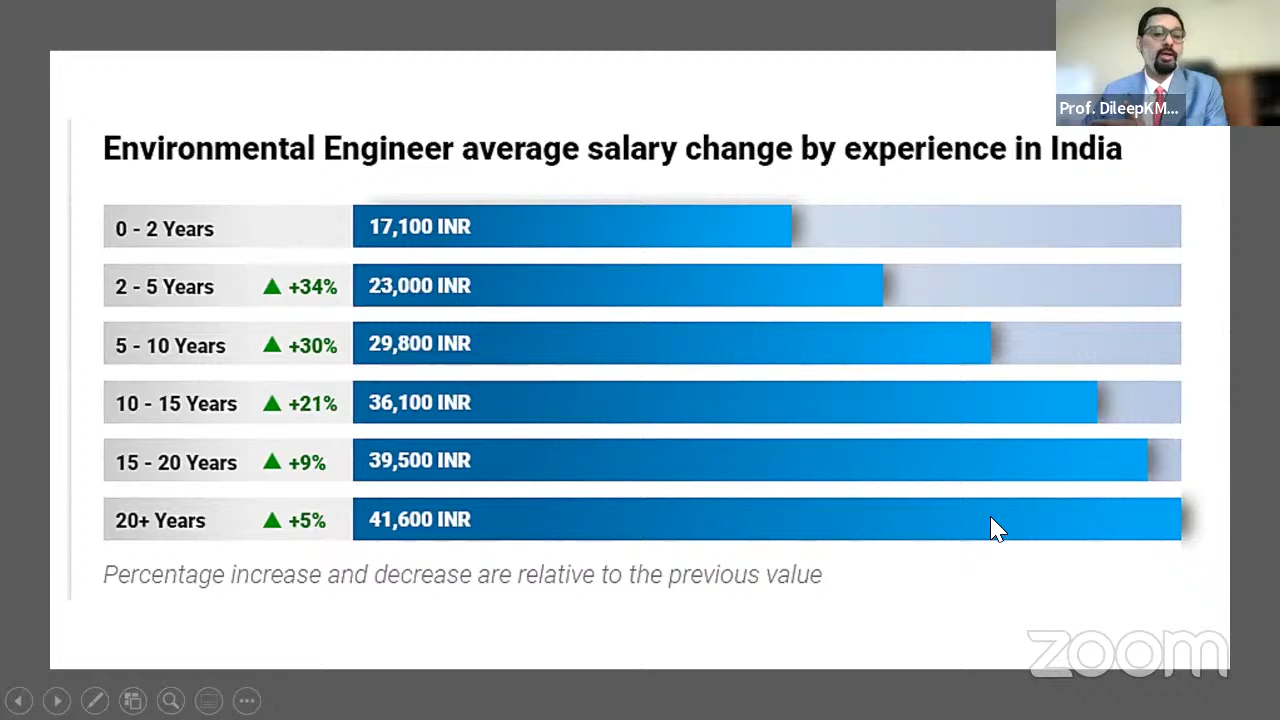 Prof. DileepKM...
Environmental Engineer average salary change by experience in India
0 - 2 Years 17,100 INR
2 - 5 Years ▲ +34% 23,000 INR
5 - 10 Years ▲ +30% 29,800 INR
10 - 15 Years ▲ +21% 36,100 INR
15 - 20 Years ▲ +9% 39,500 INR
20+ Years ▲ +5% 41,600 INR
Percentage increase and decrease are relative to the previous value
zoom